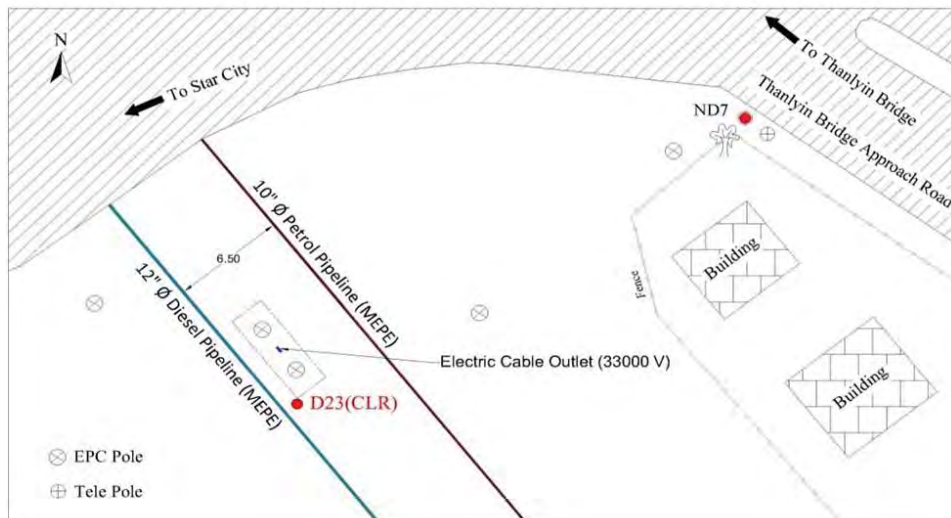 N
To Star City
To Thanlyin Bridge
Thanlyin Bridge Approach Road
ND7
10" Ø Petrol Pipeline (MEPE)
6.50
12" Ø Diesel Pipeline (MEPE)
Building
Fence
Electric Cable Outlet (33000 V)
Building
D23(CLR)
EPC Pole
Tele Pole